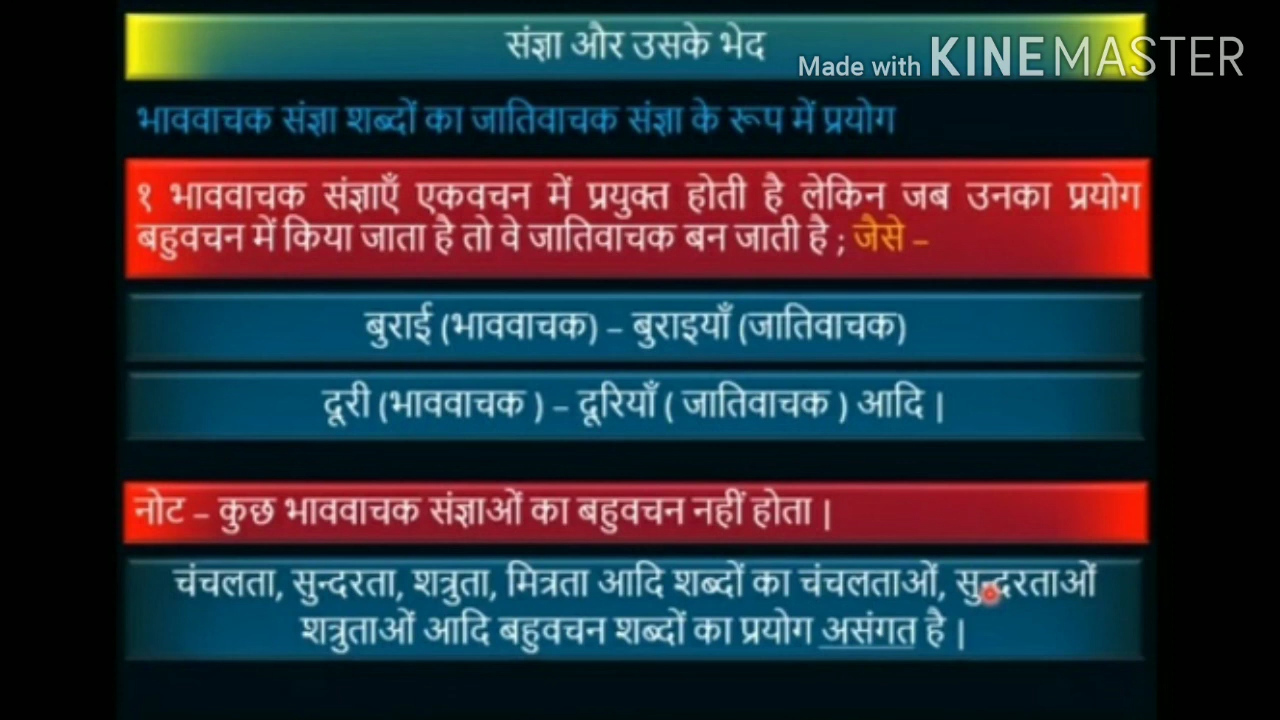 संज्ञा और उसके भेद
Made with KINEMASTER
भाववाचक संज्ञा शब्दों का जातिवाचक संज्ञा के रूप में प्रयोग
१ भाववाचक संज्ञाएँ एकवचन में प्रयुक्त होती है लेकिन जब उनका प्रयोग
बहुवचन में किया जाता है तो वे जातिवाचक बन जाती है ; जैसे –
बुराई (भाववाचक) – बुराइयाँ (जातिवाचक)
दूरी (भाववाचक ) – दूरियाँ ( जातिवाचक ) आदि |
नोट – कुछ भाववाचक संज्ञाओं का बहुवचन नहीं होता |
चंचलता, सुन्दरता, शत्रुता, मित्रता आदि शब्दों का चंचलताओं, सुन्दरताओं
शत्रुताओं आदि बहुवचन शब्दों का प्रयोग असंगत है |